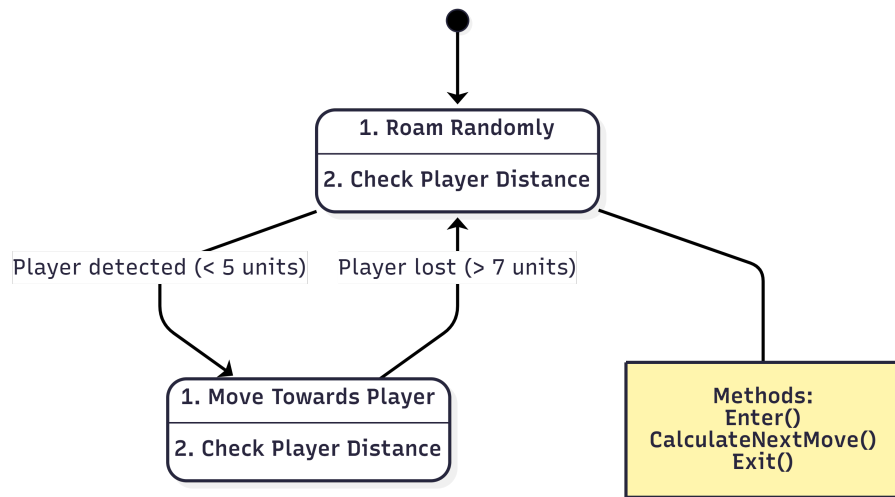 1. Roam Randomly
2. Check Player Distance
Player detected (< 5 units)
Player lost (> 7 units)
1. Move Towards Player
2. Check Player Distance
Methods:
Enter()
CalculateNextMove()
Exit()